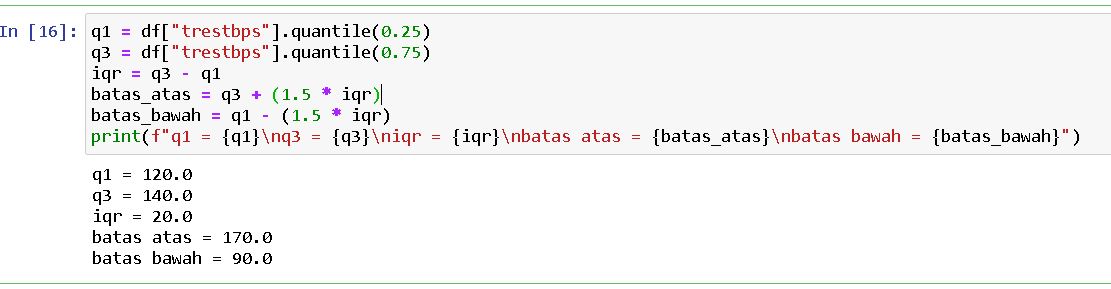 In [16]: q1 = df["trestbps"].quantile(0.25)
q3 = df["trestbps"].quantile(0.75)
iqr = q3 - q1
batas_atas = q3 + (1.5 * iqr)
batas_bawah = q1 - (1.5 * iqr)
print(f"q1 = {q1}\nq3 = {q3}\niqr = {iqr}\nbatas atas = {batas_atas}\nbatas bawah = {batas_bawah}")
q1 = 120.0
q3 = 140.0
iqr = 20.0
batas atas = 170.0
batas bawah = 90.0